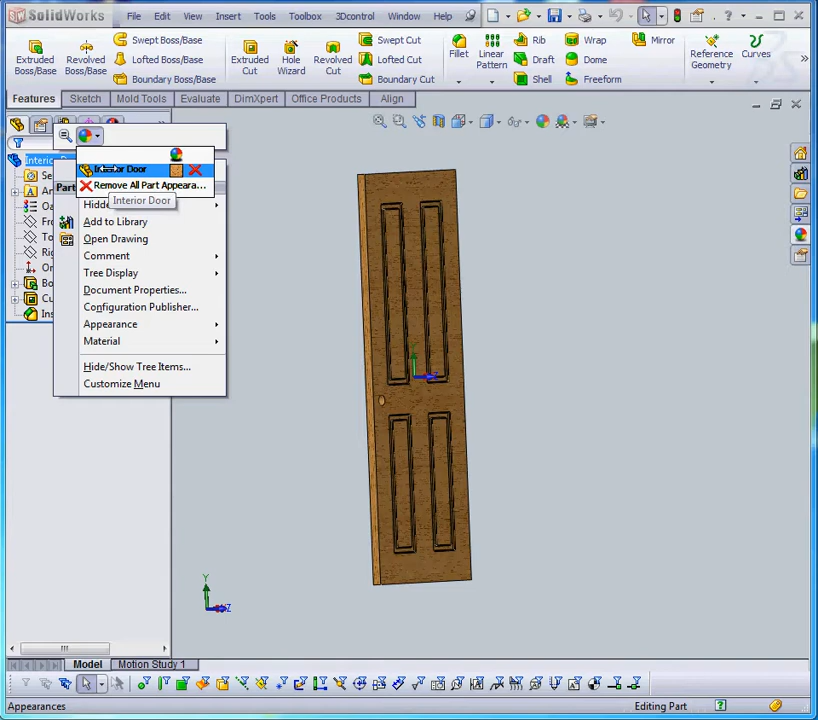 SolidWorks File Edit View Insert Tools Toolbox 3Dcontrol Window Help
Extruded Boss/Base
Revolved Boss/Base
Swept Boss/Base
Lofted Boss/Base
Boundary Boss/Base
Extruded Cut
Hole Wizard
Revolved Cut
Swept Cut
Lofted Cut
Boundary Cut
Fillet
Linear Pattern
Rib
Draft
Shell
Wrap
Dome
Freeform
Mirror
Reference Geometry
Curves
Features Sketch Mold Tools Evaluate DimXpert Office Products Align
Interior Door
Remove All Part Appeara...
Interior Door
Part
Add to Library
Open Drawing
Comment
Tree Display
Document Properties...
Configuration Publisher...
Appearance
Material
Hide/Show Tree Items...
Customize Menu
Y
Z
Model Motion Study 1
Appearances Editing Part